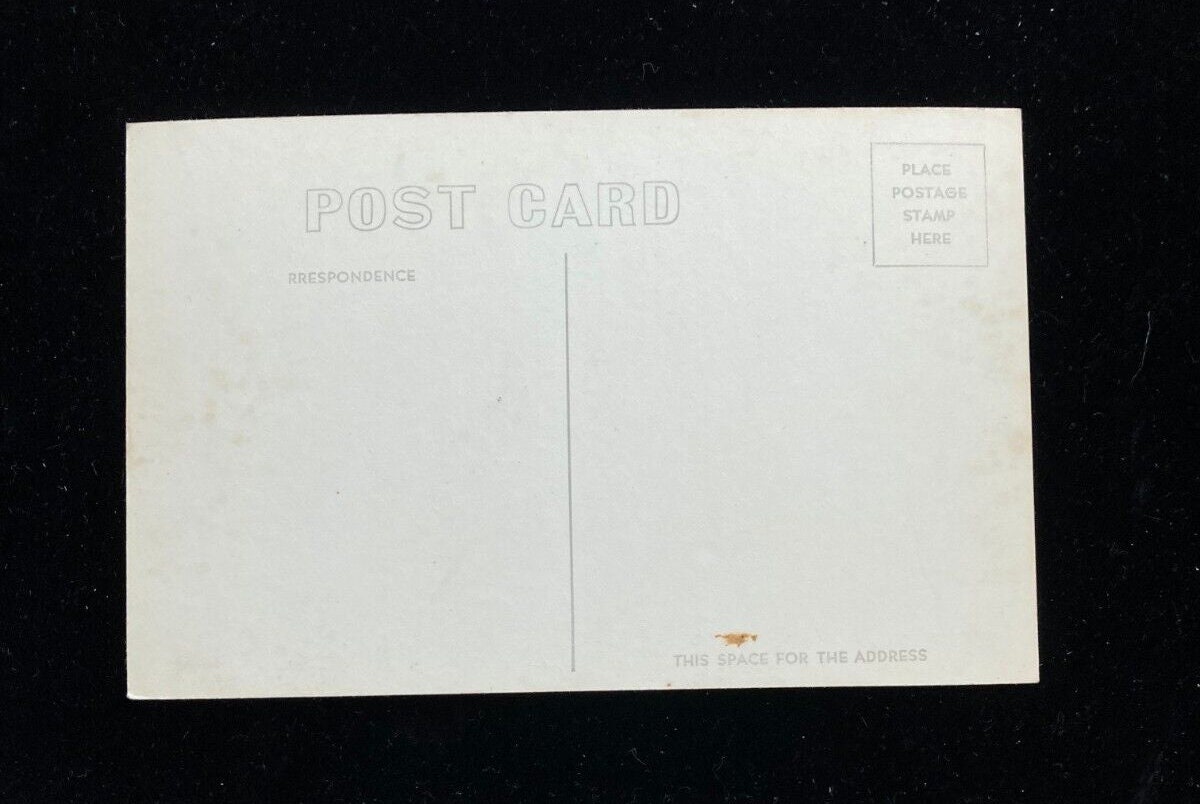 POST CARD
RRESPONDENCE
PLACE
POSTAGE
STAMP
HERE
THIS SPACE FOR THE ADDRESS